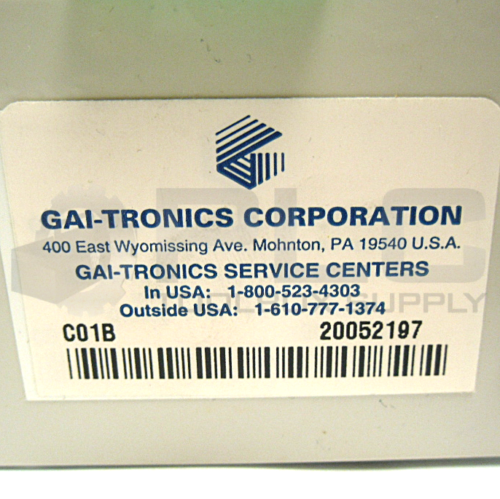 GAI-TRONICS CORPORATION
400 East Wyomissing Ave. Mohnton, PA 19540 U.S.A.
GAI-TRONICS SERVICE CENTERS
In USA: 1-800-523-4303
Outside USA: 1-610-777-1374
C01B 20052197